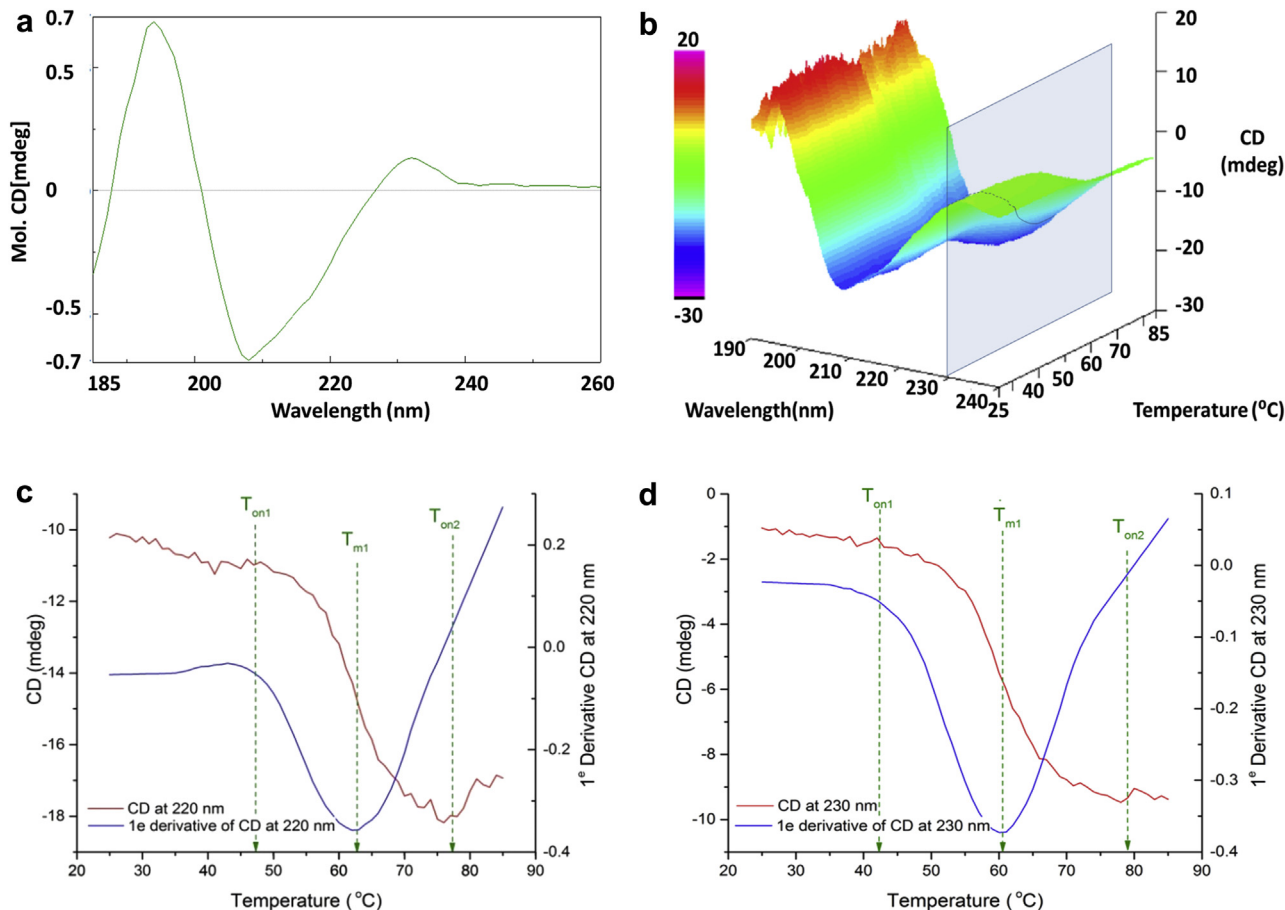 a
0.7
0.5
0
-0.5
-0.7
Mol. CD[mdeg]
185 200 220 240 260
Wavelength (nm)
b
20
-30
20
10
0
-10
-20
-30
CD
(mdeg)
190 200 210 220 230 240
25 40 50 60 70 85
Wavelength(nm)
Temperature (⁰C)
c
Ton1
Tm1
Ton2
-10
-12
-14
-16
-18
CD (mdeg)
0.2
0.0
-0.2
-0.4
1ᵉ Derivative CD at 220 nm
CD at 220 nm
1e derivative of CD at 220 nm
20 30 40 50 60 70 80 90
Temperature (°C)
d
Ton1
Tm1
Ton2
0
-2
-4
-6
-8
-10
CD (mdeg)
0.1
0.0
-0.1
-0.2
-0.3
-0.4
1ᵉ Derivative CD at 230 nm
CD at 230 nm
1e derivative of CD at 230 nm
20 30 40 50 60 70 80 90
Temperature (°C)